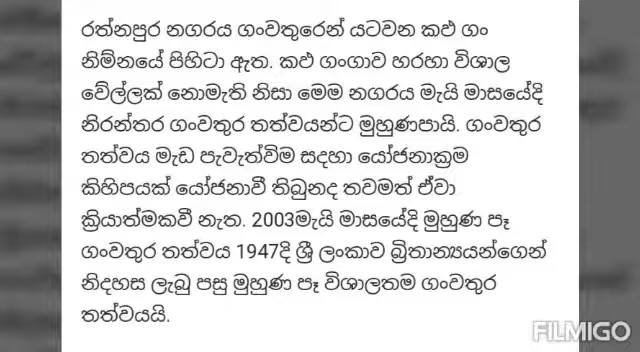 රත්නපුර නගරය ගංවතුරෙන් යටවන කළු ගං
නිම්නයේ පිහිටා ඇත. කළු ගංගාව හරහා විශාල
වේල්ලක් නොමැති නිසා මෙම නගරය මැයි මාසයේදි
නිරන්තර ගංවතුර තත්වයන්ට මුහුණපායි. ගංවතුර
තත්වය මැඩ පැවැත්විම සදහා යෝජනාක්‍රම
කිහිපයක් යෝජනාවී තිබුනද තවමත් ඒවා
ක්‍රියාත්මකවී නැත. 2003මැයි මාසයේදි මුහුණ පෑ
ගංවතුර තත්වය 1947දි ශ්‍රී ලංකාව බ්‍රිතාන්‍යයන්ගෙන්
නිදහස ලැබු පසු මුහුණ පෑ විශාලතම ගංවතුර
තත්වයයි.
FILMIGO